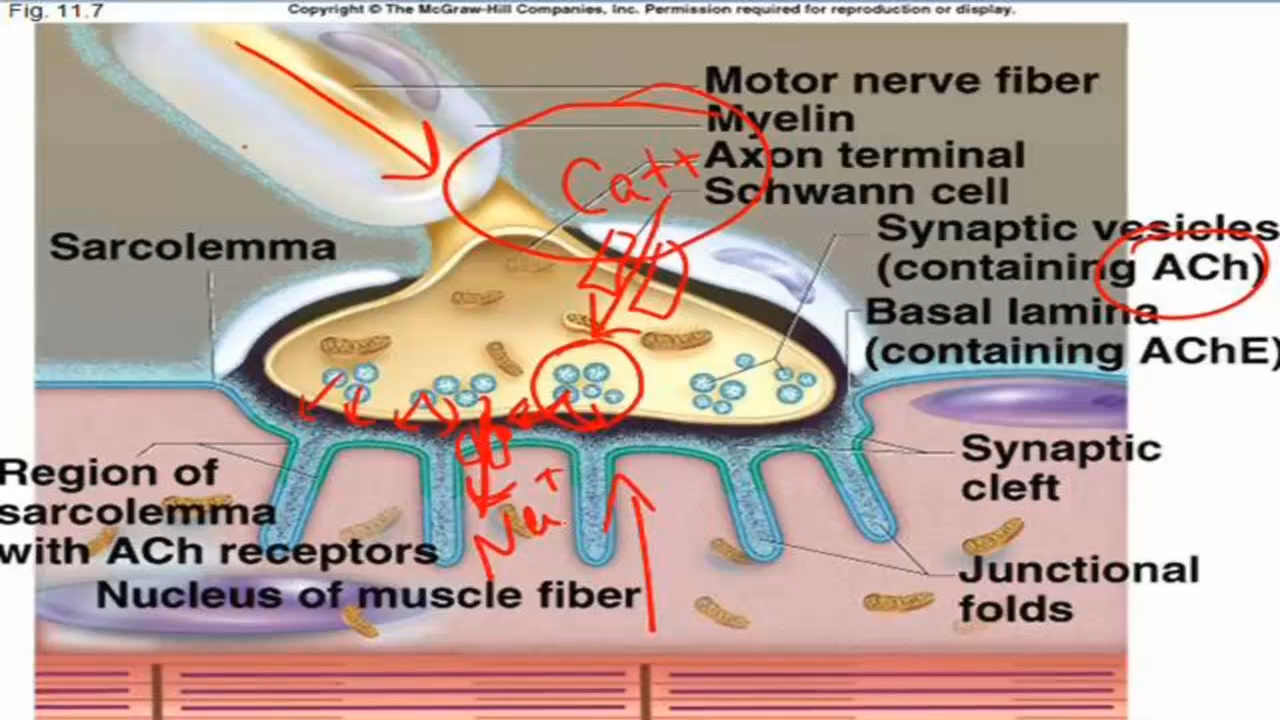 Fig. 11.7
Copyright © The McGraw-Hill Companies, Inc. Permission required for reproduction or display.
Motor nerve fiber
Myelin
Axon terminal
Schwann cell
Ca++
Synaptic vesicles
(containing ACh)
Sarcolemma
Basal lamina
(containing AChE)
Synaptic
cleft
Region of
sarcolemma
with ACh receptors
Na+
Junctional
folds
Nucleus of muscle fiber